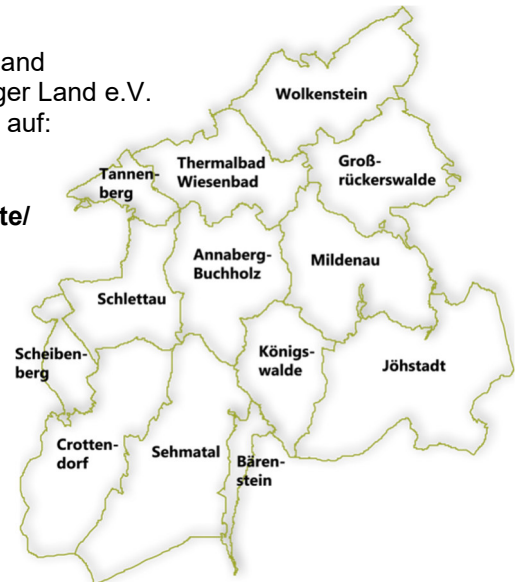 and
ger Land e.V.
auf:
te/
Wolkenstein
Thermalbad
Wiesenbad
Groß-
rückerswalde
Tannen-
berg
Annaberg-
Buchholz
Mildenau
Schlettau
Scheiben-
berg
Königs-
walde
Jöhstadt
Crotten-
dorf
Sehmatal
Bären-
stein